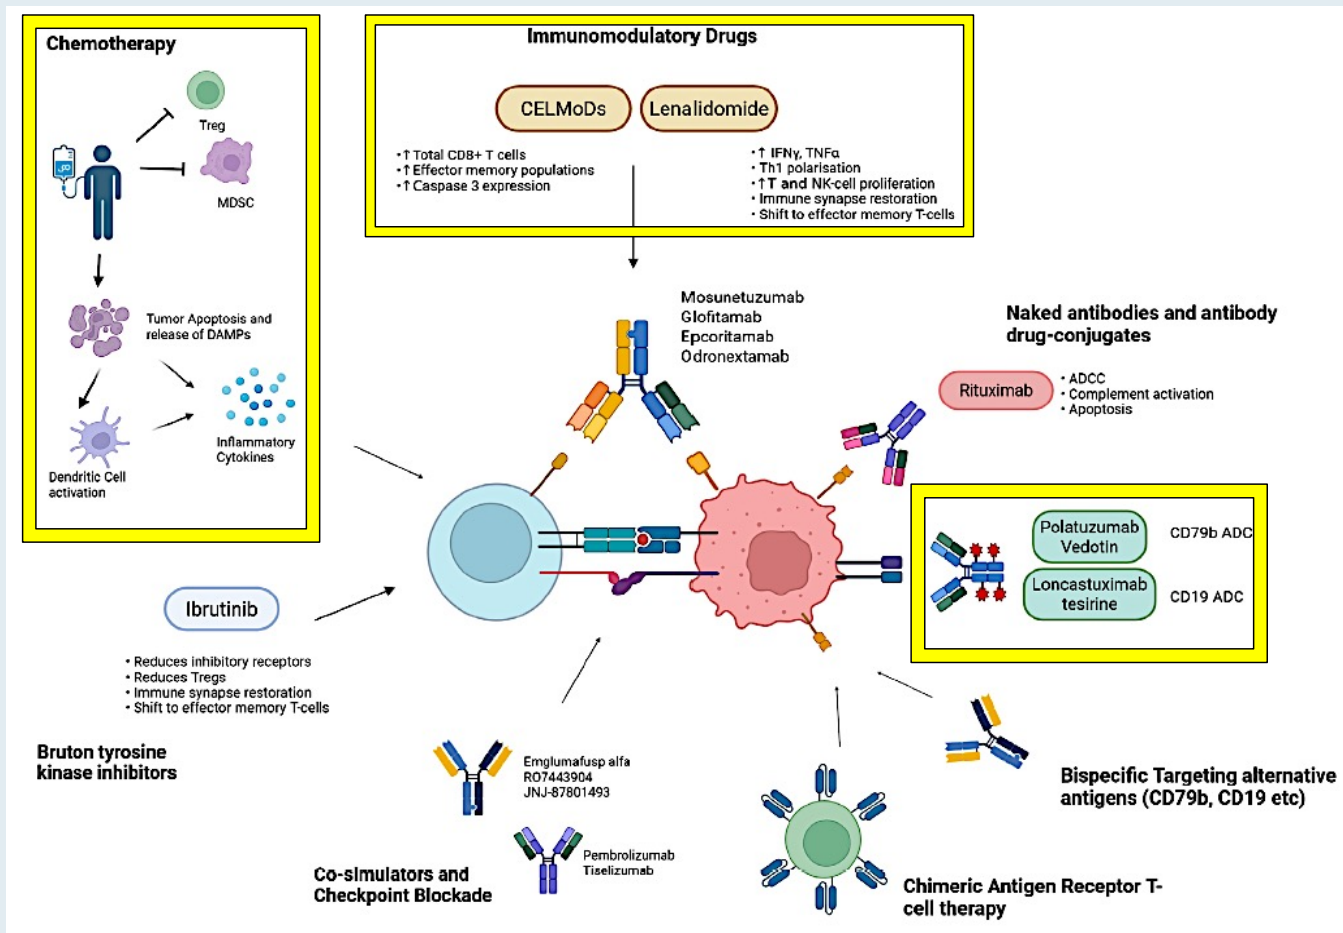 Chemotherapy
Treg
MDSC
Tumor Apoptosis and
release of DAMPs
Inflammatory
Cytokines
Dendritic Cell
activation
Immunomodulatory Drugs
CELMoDs
Lenalidomide
• ↑ Total CD8+ T cells
• ↑ Effector memory populations
• ↑ Caspase 3 expression
• ↑ IFNγ, TNFα
• Th1 polarisation
• ↑ T and NK-cell proliferation
• Immune synapse restoration
• Shift to effector memory T-cells
Mosunetuzumab
Glofitamab
Epcoritamab
Odronextamab
Naked antibodies and antibody
drug-conjugates
Rituximab
• ADCC
• Complement activation
• Apoptosis
Polatuzumab
Vedotin
CD79b ADC
Loncastuximab
tesirine
CD19 ADC
Ibrutinib
• Reduces inhibitory receptors
• Reduces Tregs
• Immune synapse restoration
• Shift to effector memory T-cells
Bruton tyrosine
kinase inhibitors
Emglumafusp alfa
RO7443904
JNJ-87801493
Pembrolizumab
Tiselizumab
Co-simulators and
Checkpoint Blockade
Bispecific Targeting alternative
antigens (CD79b, CD19 etc)
Chimeric Antigen Receptor T-
cell therapy